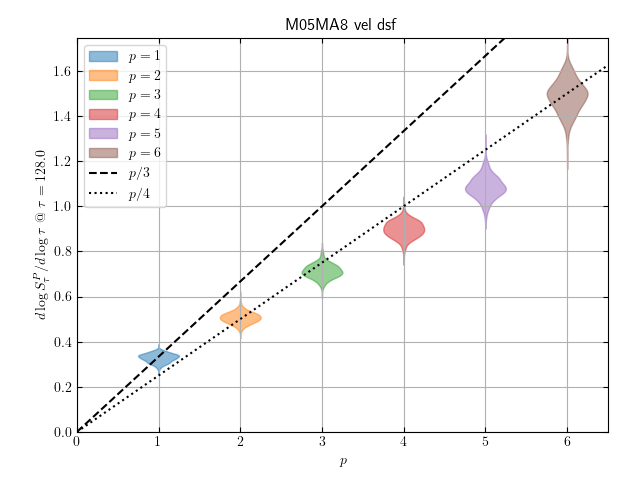 M05MA8 vel dsf
d log S_τ^P / d log τ @ τ = 128.0
1.6
1.4
1.2
1.0
0.8
0.6
0.4
0.2
0.0
p = 1
p = 2
p = 3
p = 4
p = 5
p = 6
p/3
p/4
0 1 2 3 4 5 6
p